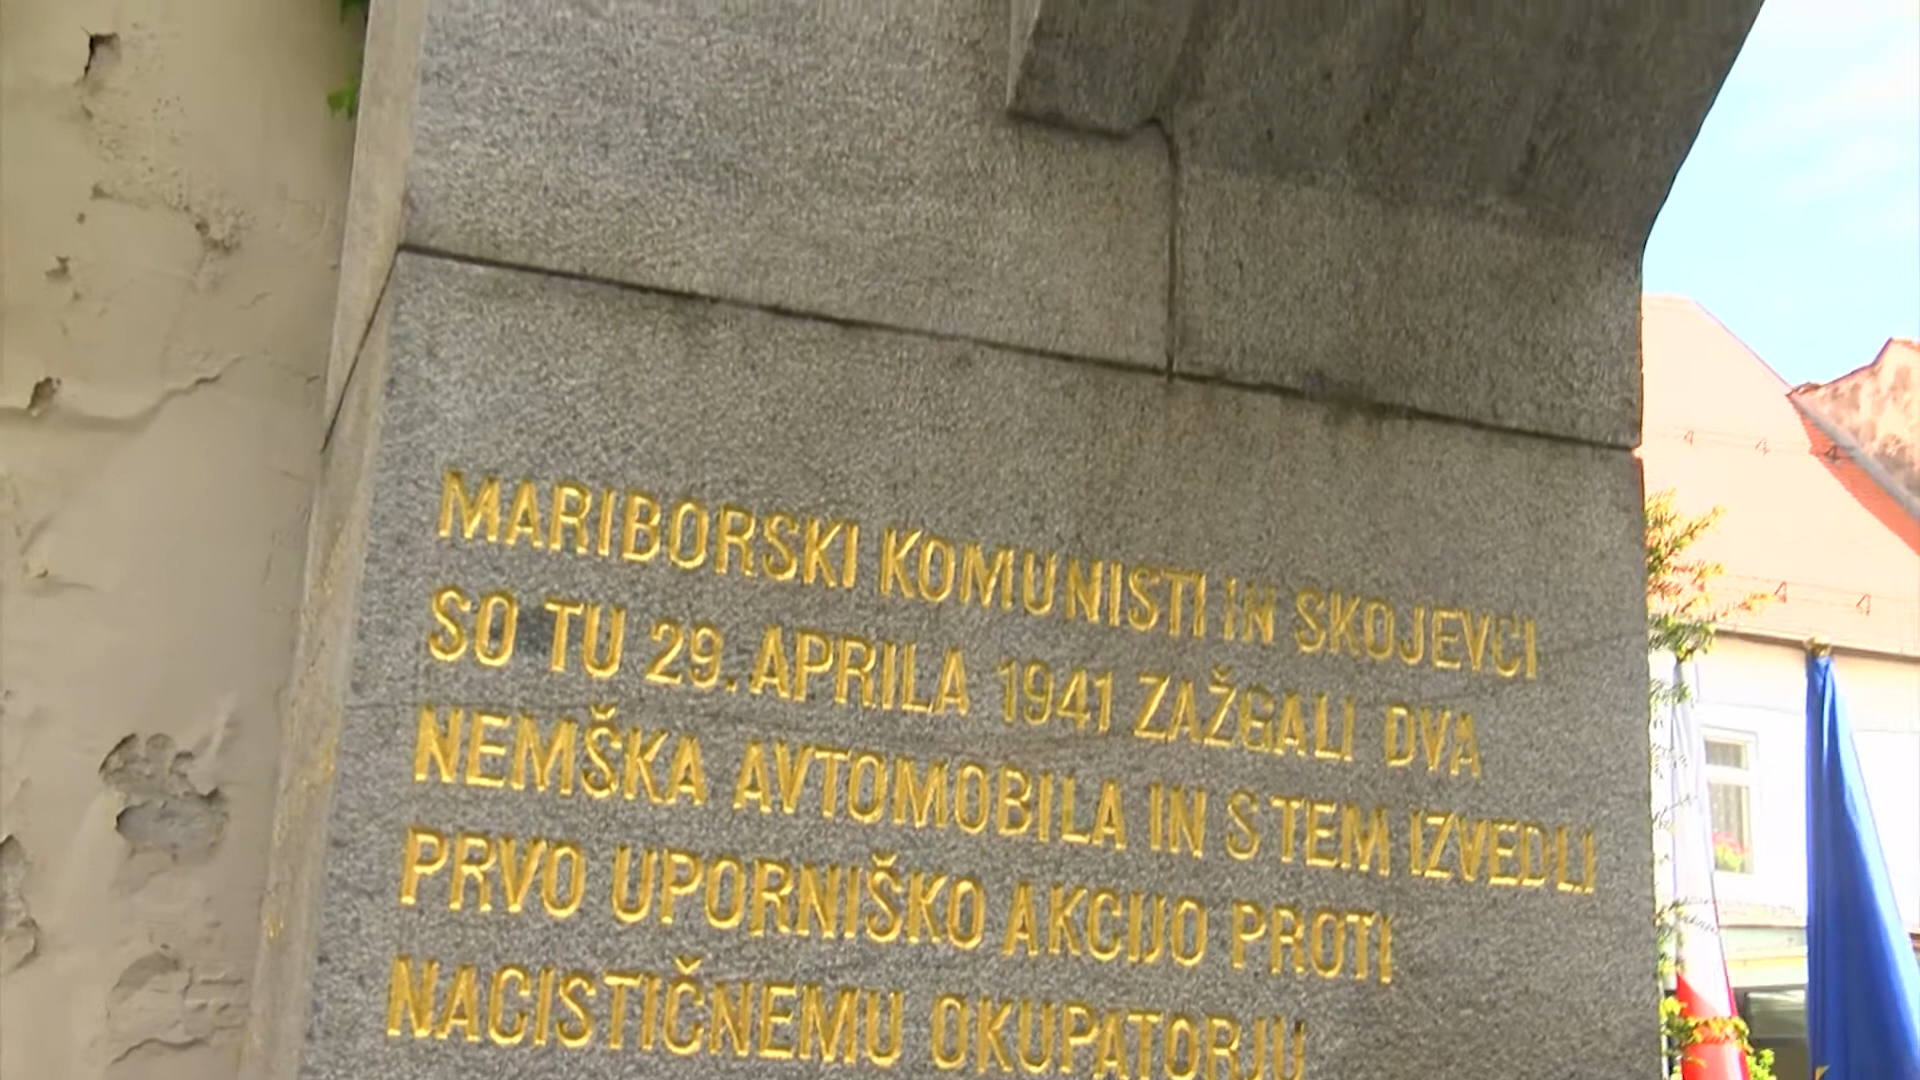 MARIBORSKI KOMUNISTI IN SKOJEVCI
SO TU 29. APRILA 1941 ZAŽGALI DVA
NEMŠKA AVTOMOBILA IN S TEM IZVEDLI
PRVO UPORNIŠKO AKCIJO PROTI
NACISTIČNEMU OKUPATORJU